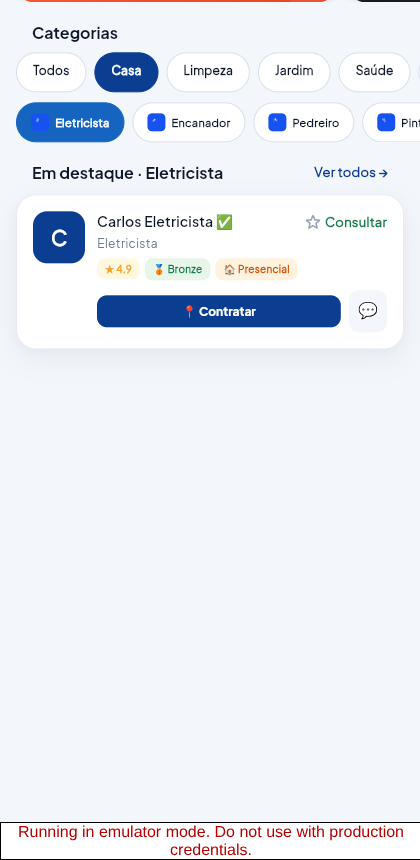 Categorias
Todos Casa Limpeza Jardim Saúde
Eletricista Encanador Pedreiro Pint
Em destaque · Eletricista Ver todos →
C Carlos Eletricista ✅ Consultar
Eletricista
★ 4.9 🥉 Bronze 🏠 Presencial
📍 Contratar 💬
Running in emulator mode. Do not use with production
credentials.